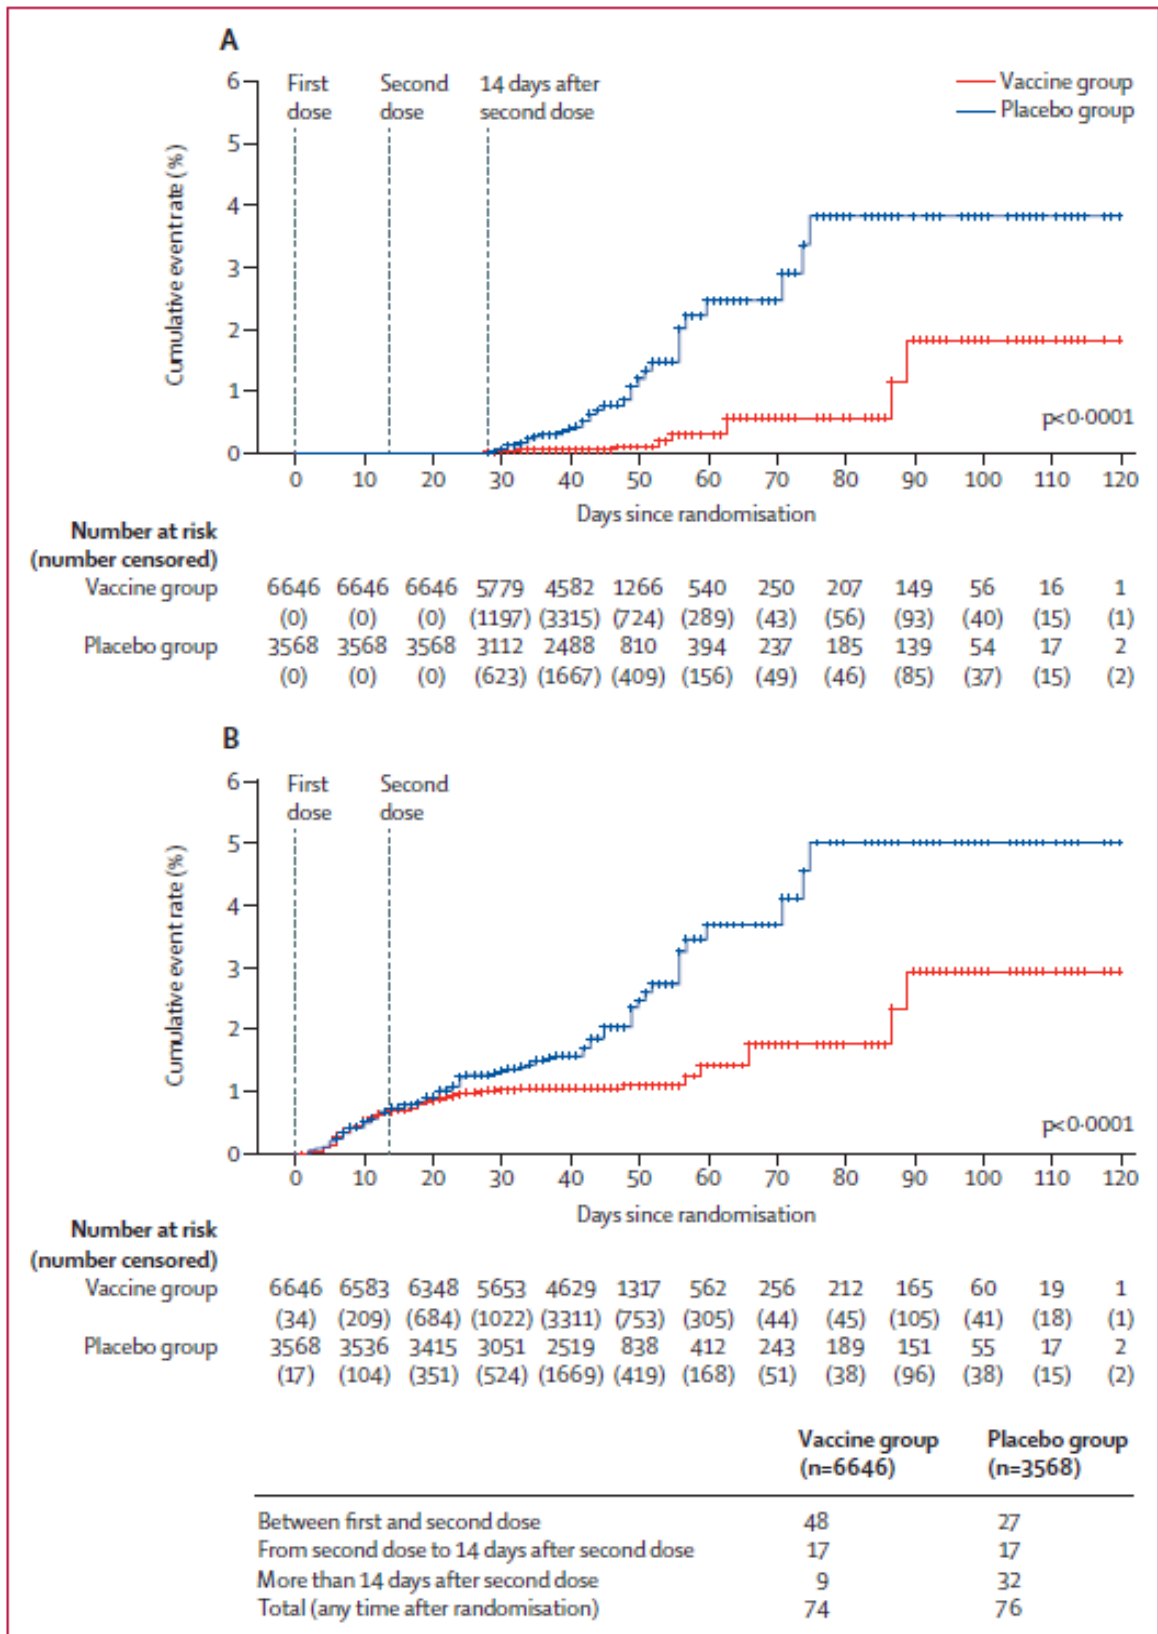 A
First Second 14 days after
dose dose second dose
Vaccine group
Placebo group
6
5
4
3
2
1
0
Cumulative event rate (%)
p<0·0001
0 10 20 30 40 50 60 70 80 90 100 110 120
Days since randomisation
Number at risk
(number censored)
Vaccine group 6646 6646 6646 5779 4582 1266 540 250 207 149 56 16 1
(0) (0) (0) (1197) (3315) (724) (289) (43) (56) (93) (40) (15) (1)
Placebo group 3568 3568 3568 3112 2488 810 394 237 185 139 54 17 2
(0) (0) (0) (623) (1667) (409) (156) (49) (46) (85) (37) (15) (2)
B
First Second
dose dose
6
5
4
3
2
1
0
Cumulative event rate (%)
p<0·0001
0 10 20 30 40 50 60 70 80 90 100 110 120
Days since randomisation
Number at risk
(number censored)
Vaccine group 6646 6583 6348 5653 4629 1317 562 256 212 165 60 19 1
(34) (209) (684) (1022) (3311) (753) (305) (44) (45) (105) (41) (18) (1)
Placebo group 3568 3536 3415 3051 2519 838 412 243 189 151 55 17 2
(17) (104) (351) (524) (1669) (419) (168) (51) (38) (96) (38) (15) (2)
Vaccine group Placebo group
(n=6646) (n=3568)
Between first and second dose 48 27
From second dose to 14 days after second dose 17 17
More than 14 days after second dose 9 32
Total (any time after randomisation) 74 76